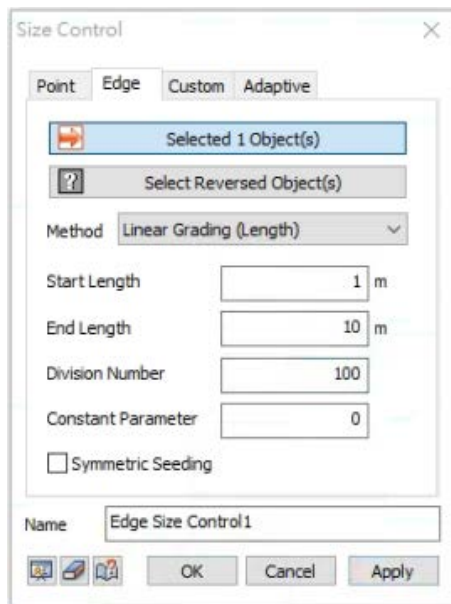 Size Control
Point Edge Custom Adaptive
Selected 1 Object(s)
? Select Reversed Object(s)
Method Linear Grading (Length)
Start Length 1 m
End Length 10 m
Division Number 100
Constant Parameter 0
Symmetric Seeding
Name Edge Size Control1
OK Cancel Apply